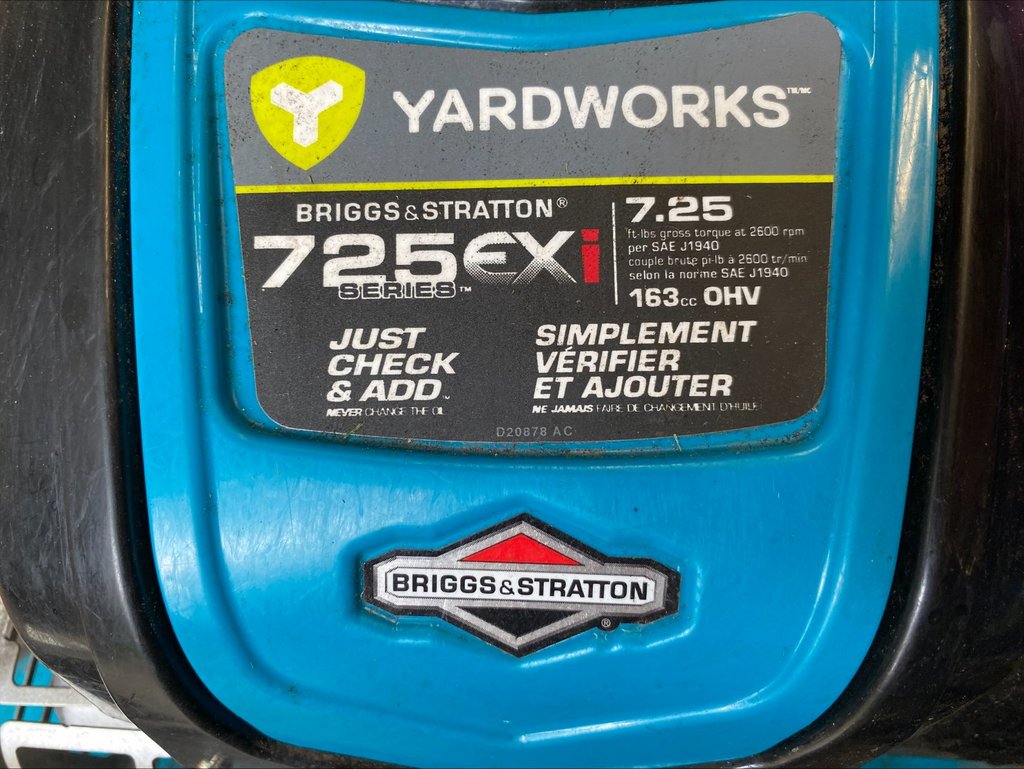 YARDWORKS™/MC
BRIGGS & STRATTON®
725EXi
SERIES™
7.25
ft-lbs gross torque at 2600 rpm
per SAE J1940
couple brute pi-lb à 2600 tr/min
selon la norme SAE J1940
163cc OHV
JUST
CHECK
& ADD™
NEVER CHANGE THE OIL
SIMPLEMENT
VÉRIFIER
ET AJOUTER
NE JAMAIS FAIRE DE CHANGEMENT D'HUILE
D20878 AC
BRIGGS & STRATTON
®